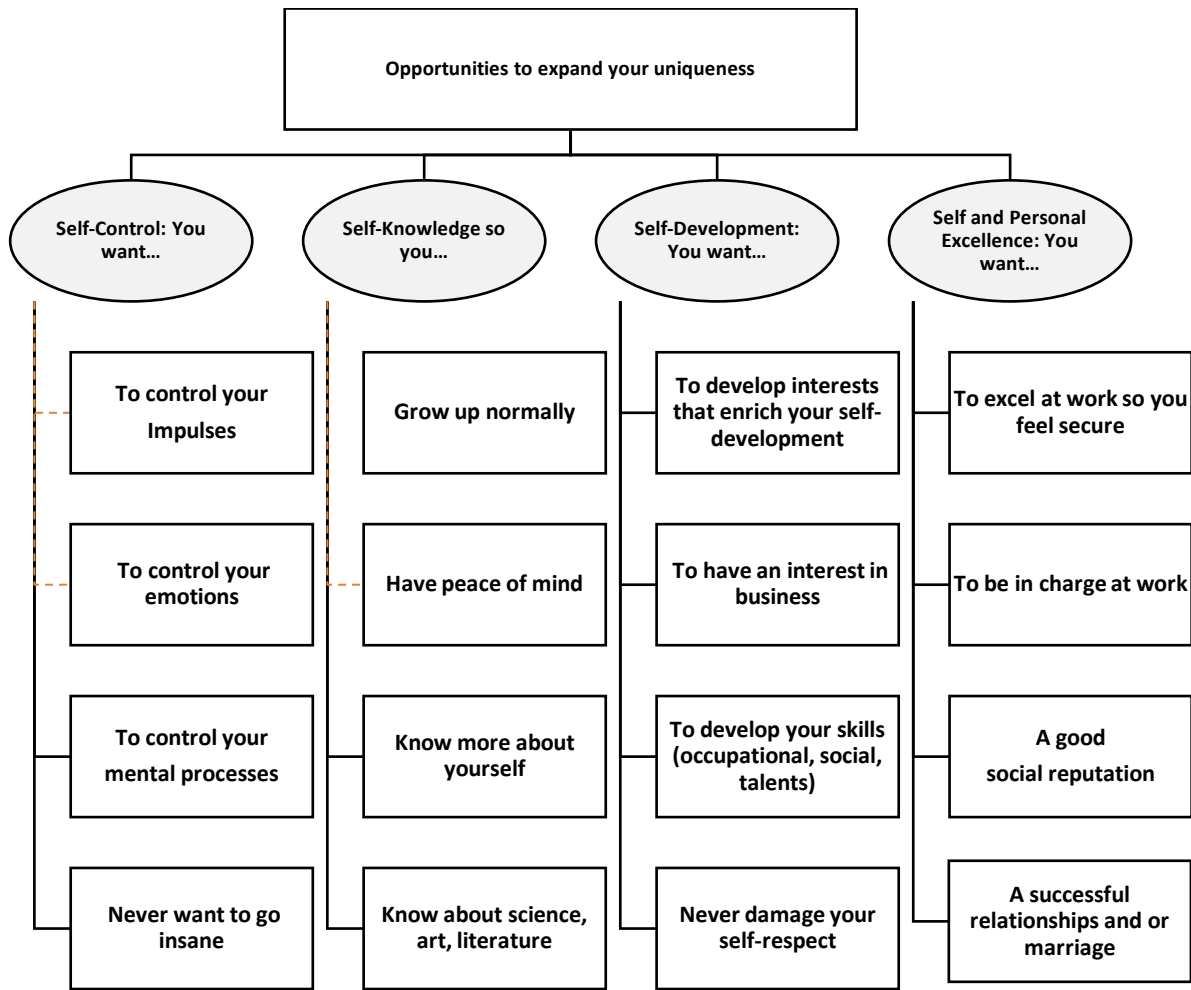 Opportunities to expand your uniqueness
Self-Control: You
want…
Self-Knowledge so
you…
Self-Development:
You want…
Self and Personal
Excellence: You
want…
To control your
Impulses
Grow up normally
To develop interests
that enrich your self-
development
To excel at work so you
feel secure
To control your
emotions
Have peace of mind
To have an interest in
business
To be in charge at work
To control your
mental processes
Know more about
yourself
To develop your skills
(occupational, social,
talents)
A good
social reputation
Never want to go
insane
Know about science,
art, literature
Never damage your
self-respect
A successful
relationships and or
marriage